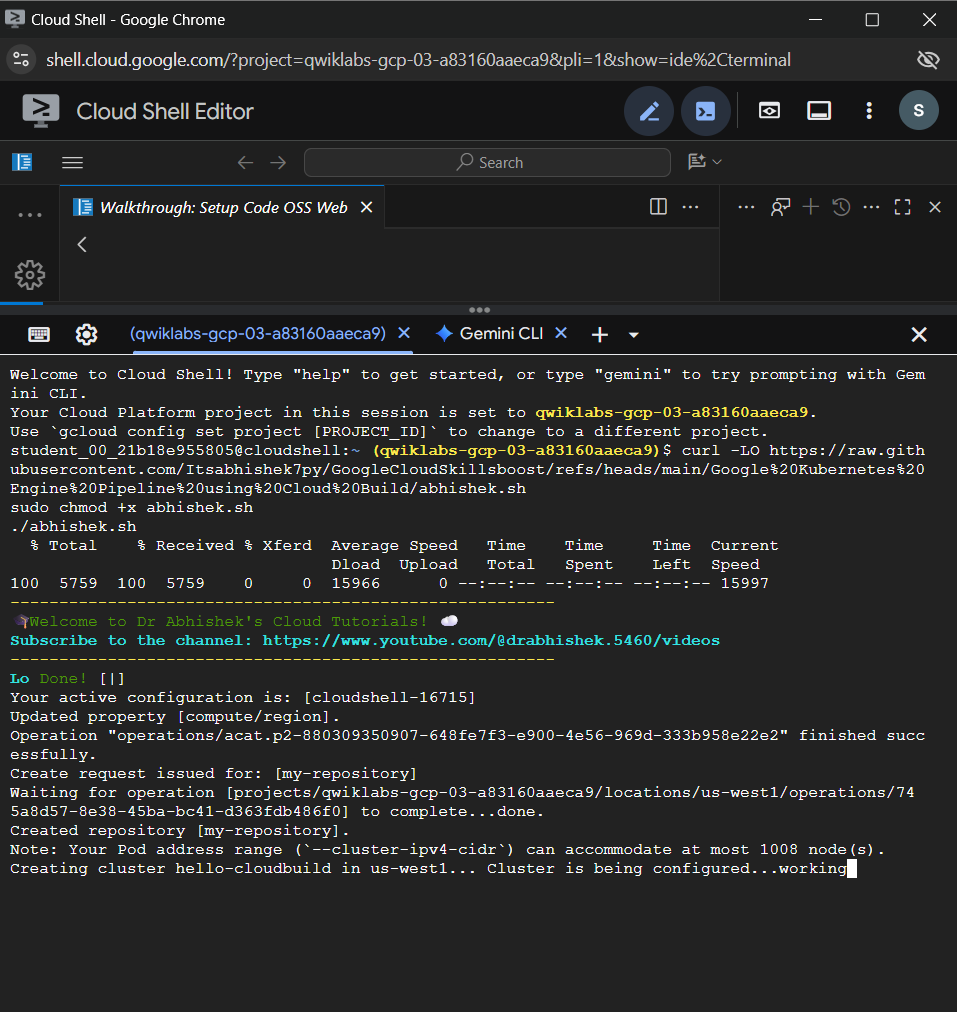 Cloud Shell - Google Chrome
shell.cloud.google.com/?project=qwiklabs-gcp-03-a83160aaeca9&pli=1&show=ide%2Cterminal
Cloud Shell Editor
S
Search
Walkthrough: Setup Code OSS Web
(qwiklabs-gcp-03-a83160aaeca9)
Gemini CLI
Welcome to Cloud Shell! Type "help" to get started, or type "gemini" to try prompting with Gem
ini CLI.
Your Cloud Platform project in this session is set to qwiklabs-gcp-03-a83160aaeca9.
Use `gcloud config set project [PROJECT_ID]` to change to a different project.
student_00_21b18e955805@cloudshell:~ (qwiklabs-gcp-03-a83160aaeca9)$ curl -LO https://raw.gith
ubusercontent.com/Itsabhishek7py/GoogleCloudSkillsboost/refs/heads/main/Google%20Kubernetes%20
Engine%20Pipeline%20using%20Cloud%20Build/abhishek.sh
sudo chmod +x abhishek.sh
./abhishek.sh
% Total % Received % Xferd Average Speed Time Time Time Current
Dload Upload Total Spent Left Speed
100 5759 100 5759 0 0 15966 0 --:--:-- --:--:-- --:--:-- 15997
--------------------------------------------------------
Welcome to Dr Abhishek's Cloud Tutorials!
Subscribe to the channel: https://www.youtube.com/@drabhishek.5460/videos
--------------------------------------------------------
Lo Done! [|]
Your active configuration is: [cloudshell-16715]
Updated property [compute/region].
Operation "operations/acat.p2-880309350907-648fe7f3-e900-4e56-969d-333b958e22e2" finished succ
essfully.
Create request issued for: [my-repository]
Waiting for operation [projects/qwiklabs-gcp-03-a83160aaeca9/locations/us-west1/operations/74
5a8d57-8e38-45ba-bc41-d363fdb486f0] to complete...done.
Created repository [my-repository].
Note: Your Pod address range (`--cluster-ipv4-cidr`) can accommodate at most 1008 node(s).
Creating cluster hello-cloudbuild in us-west1... Cluster is being configured...working